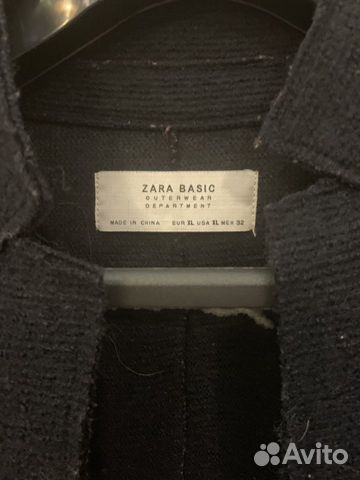 ZARA BASIC
OUTERWEAR
DEPARTMENT
MADE IN CHINA EUR XL USA XL MEX 32
Avito